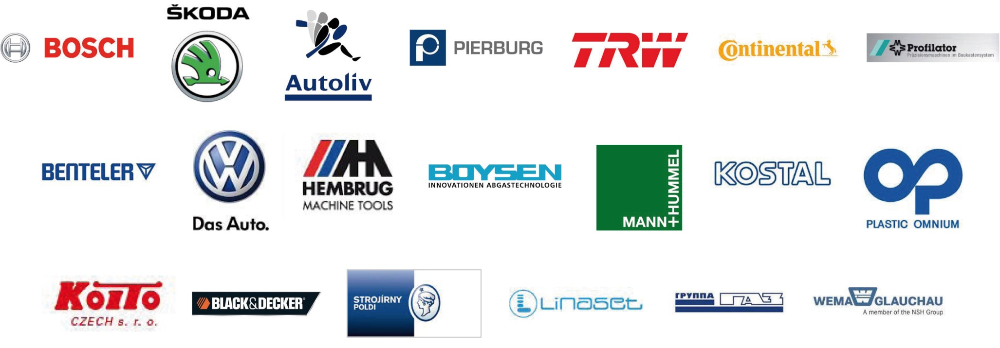 BOSCH
ŠKODA
Autoliv
PIERBURG
TRW
Continental
Profilator
Präzisionsmaschinen im Baukastensystem
BENTELER
Das Auto.
HEMBRUG
MACHINE TOOLS
BOYSEN
INNOVATIONEN ABGASTECHNOLOGIE
MANN+HUMMEL
KOSTAL
PLASTIC OMNIUM
KOITO
CZECH s. r. o.
BLACK&DECKER
STROJÍRNY
POLDI
Linaset
ГРУППА ГАЗ
WEMA GLAUCHAU
A member of the NSH Group